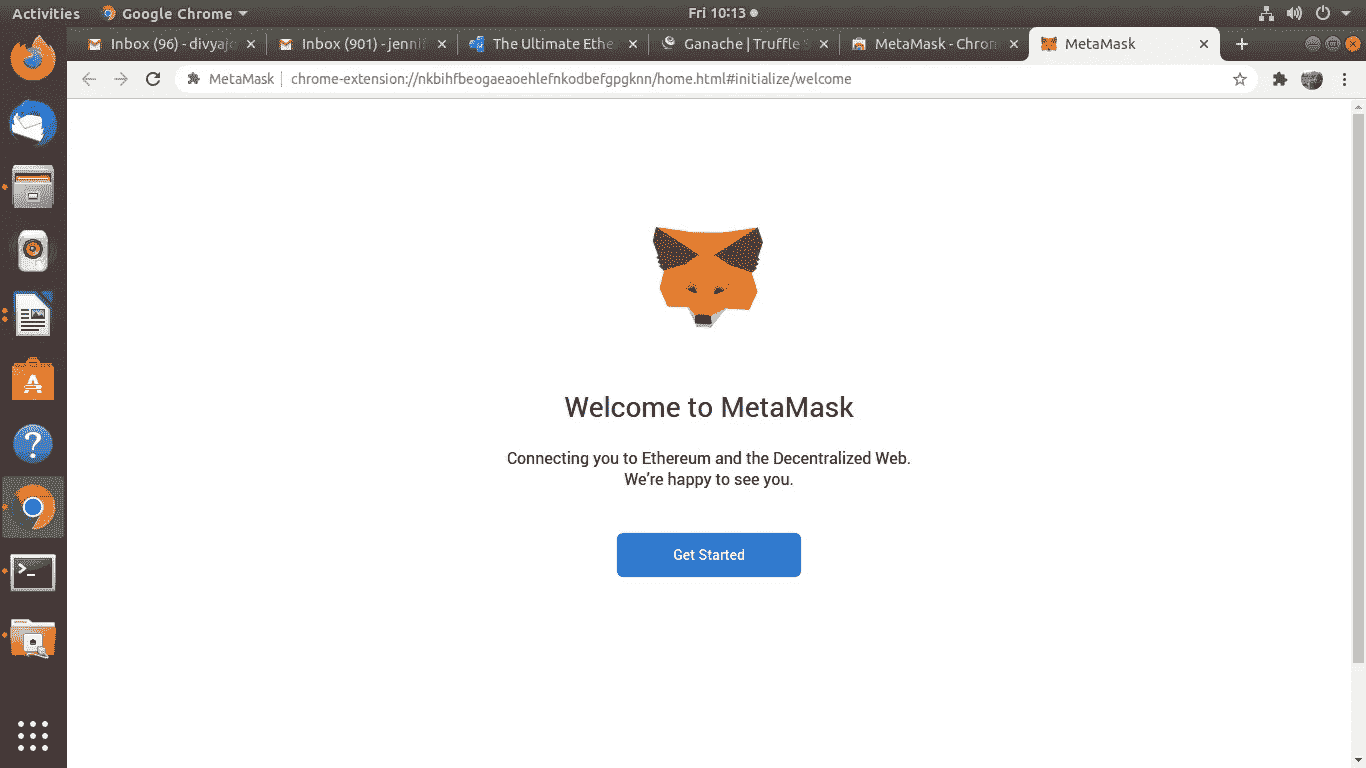 Activities
Google Chrome
Fri 10:13
Inbox (96) - divyajo
Inbox (901) - jennif
The Ultimate Ethe
Ganache | Truffle S
MetaMask - Chrom
MetaMask
MetaMask
chrome-extension://nkbihfbeogaeaoehlefnkodbefgpgknn/home.html#initialize/welcome
Welcome to MetaMask
Connecting you to Ethereum and the Decentralized Web.
We're happy to see you.
Get Started